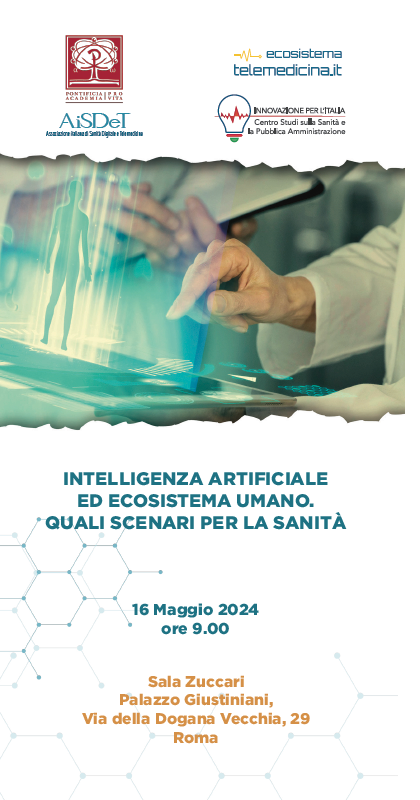 PONTIFICIA PRO
ACADEMIA VITA
AiSDeT
Associazione italiana di Sanità Digitale e Telemedicina
ecosistema
telemedicina.it
INNOVAZIONE PER L'ITALIA
Centro Studi sulla Sanità e
la Pubblica Amministrazione
INTELLIGENZA ARTIFICIALE
ED ECOSISTEMA UMANO.
QUALI SCENARI PER LA SANITÀ
16 Maggio 2024
ore 9.00
Sala Zuccari
Palazzo Giustiniani,
Via della Dogana Vecchia, 29
Roma